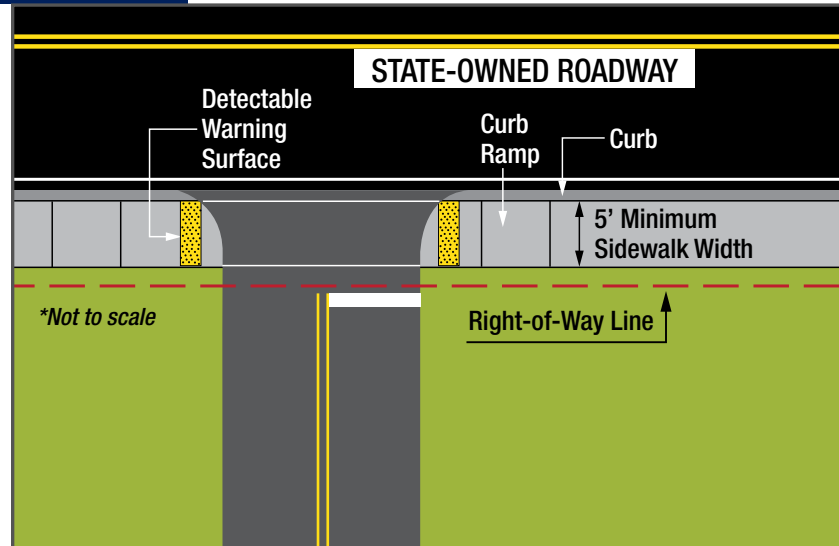 STATE-OWNED ROADWAY
Detectable
Warning
Surface
Curb
Ramp
Curb
5’ Minimum
Sidewalk Width
*Not to scale
Right-of-Way Line